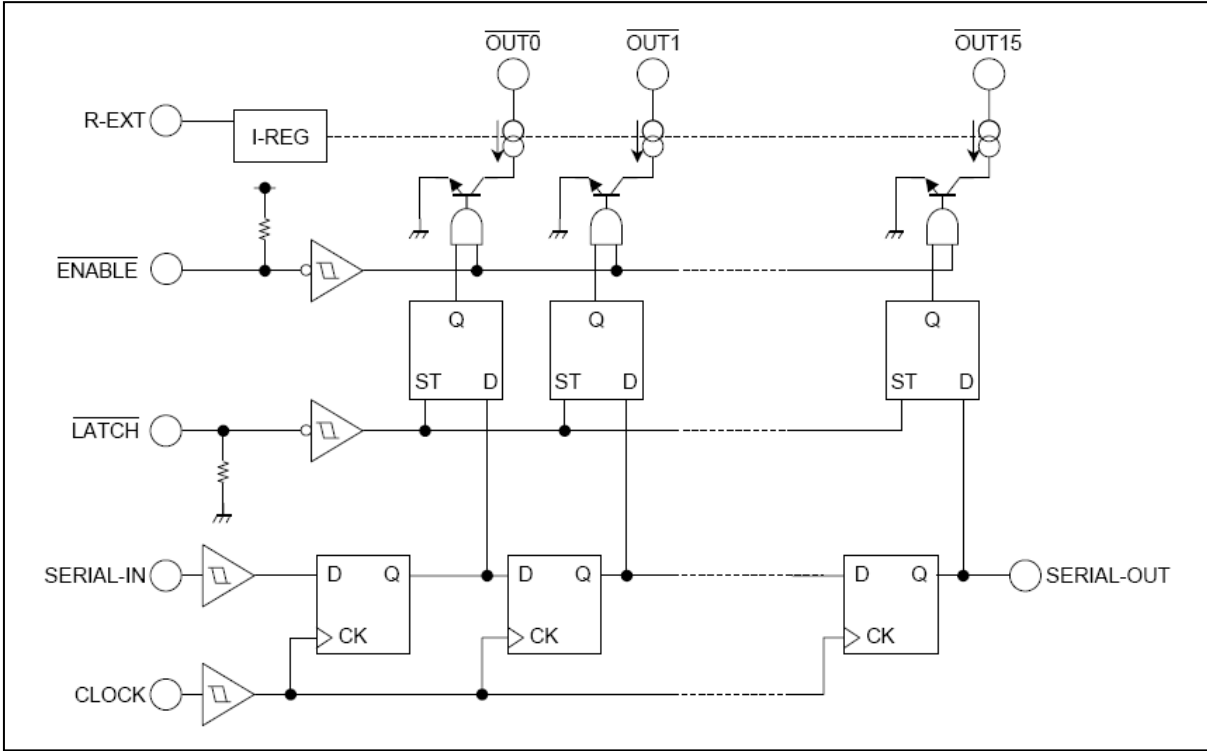 OUT0 OUT1 OUT15
R-EXT I-REG
ENABLE
Q Q Q
ST D ST D ST D
LATCH
SERIAL-IN D Q D Q D Q SERIAL-OUT
CK CK CK
CLOCK